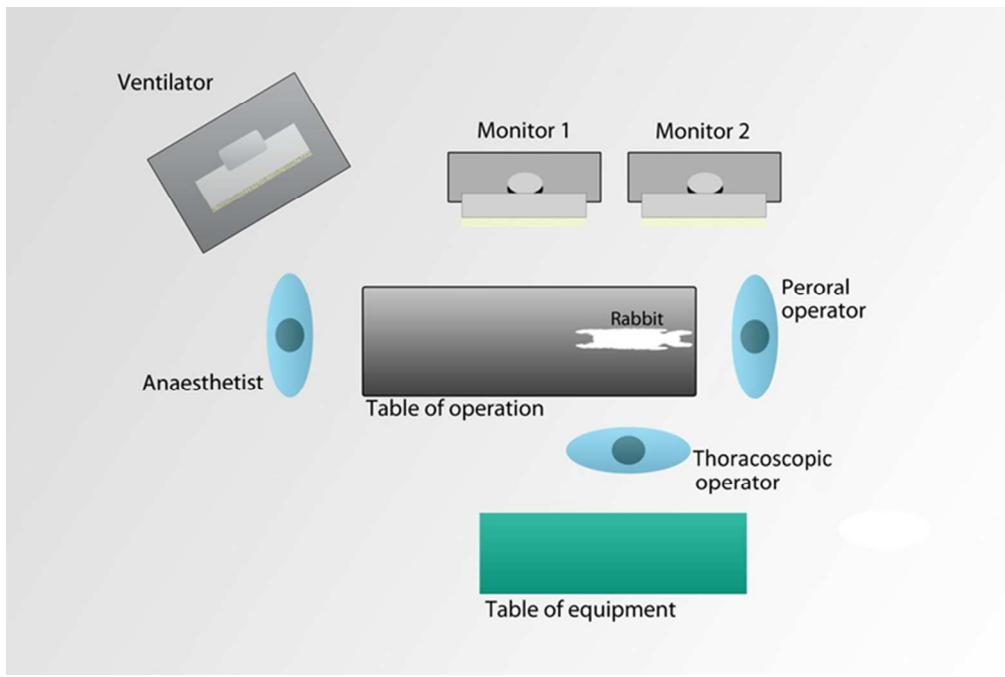 Ventilator
Monitor 1
Monitor 2
Peroral
operator
Rabbit
Anaesthetist
Table of operation
Thoracoscopic
operator
Table of equipment